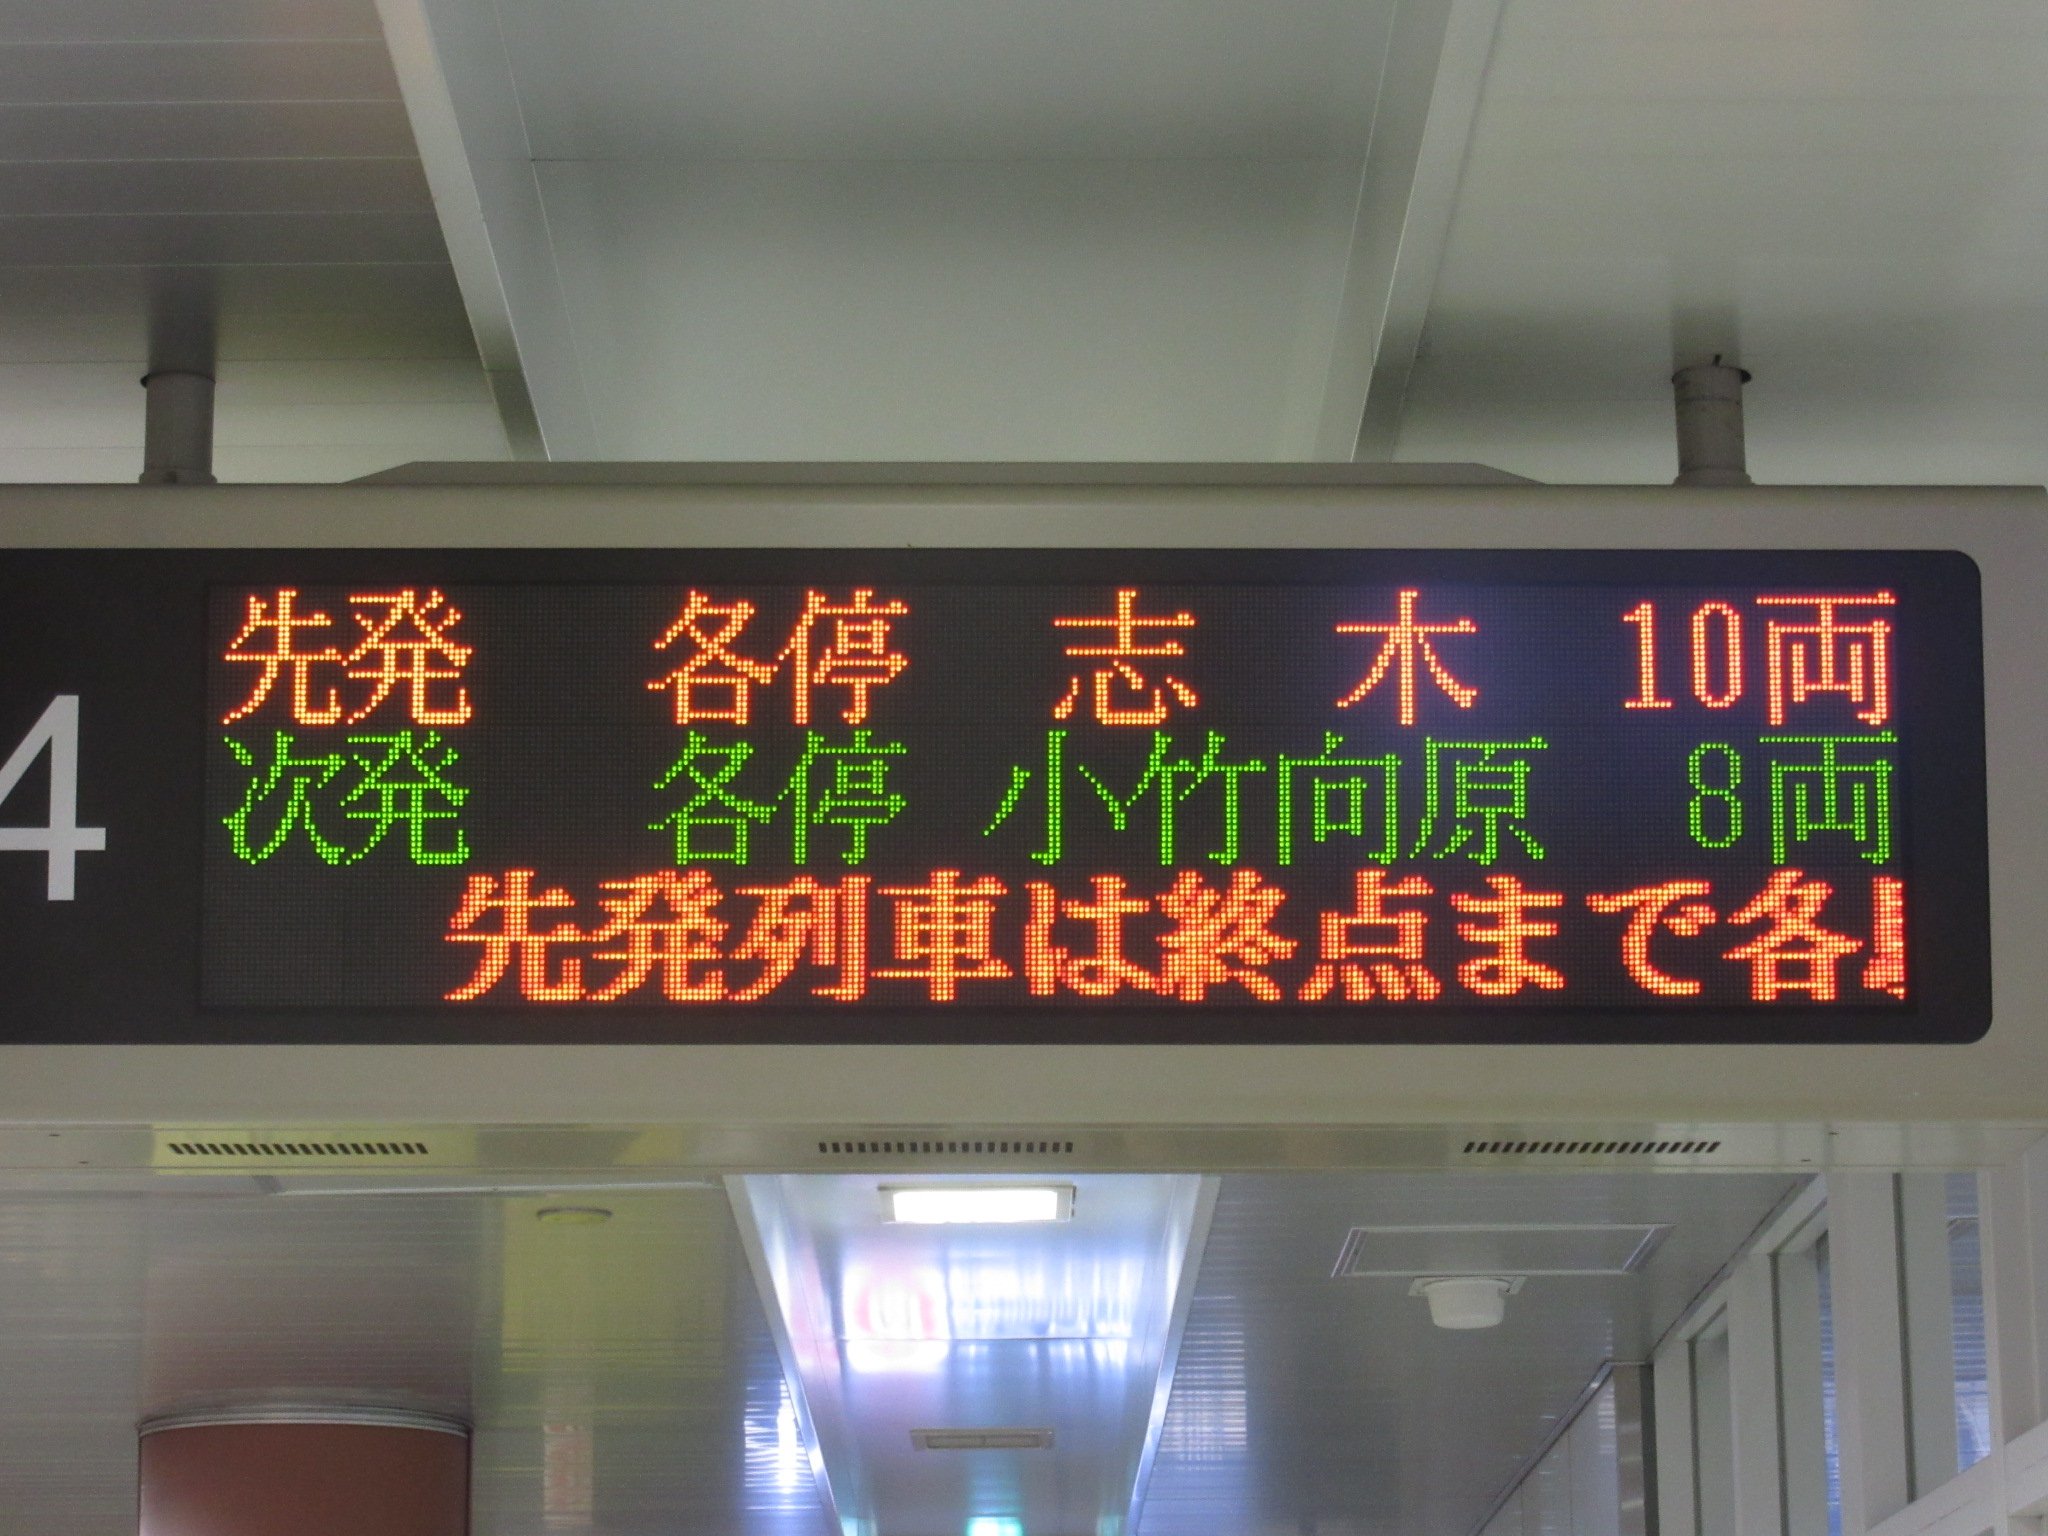 4
先発 各停 志木 10両
次発 各停 小竹向原 8両
先発列車は終点まで各